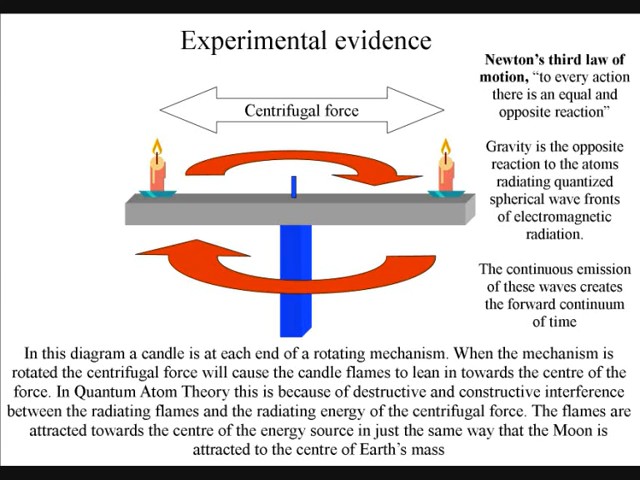 Experimental evidence
Centrifugal force
Newton's third law of
motion, “to every action
there is an equal and
opposite reaction”
Gravity is the opposite
reaction to the atoms
radiating quantized
spherical wave fronts
of electromagnetic
radiation.
The continuous emission
of these waves creates
the forward continuum
of time
In this diagram a candle is at each end of a rotating mechanism. When the mechanism is
rotated the centrifugal force will cause the candle flames to lean in towards the centre of the
force. In Quantum Atom Theory this is because of destructive and constructive interference
between the radiating flames and the radiating energy of the centrifugal force. The flames are
attracted towards the centre of the energy source in just the same way that the Moon is
attracted to the centre of Earth's mass